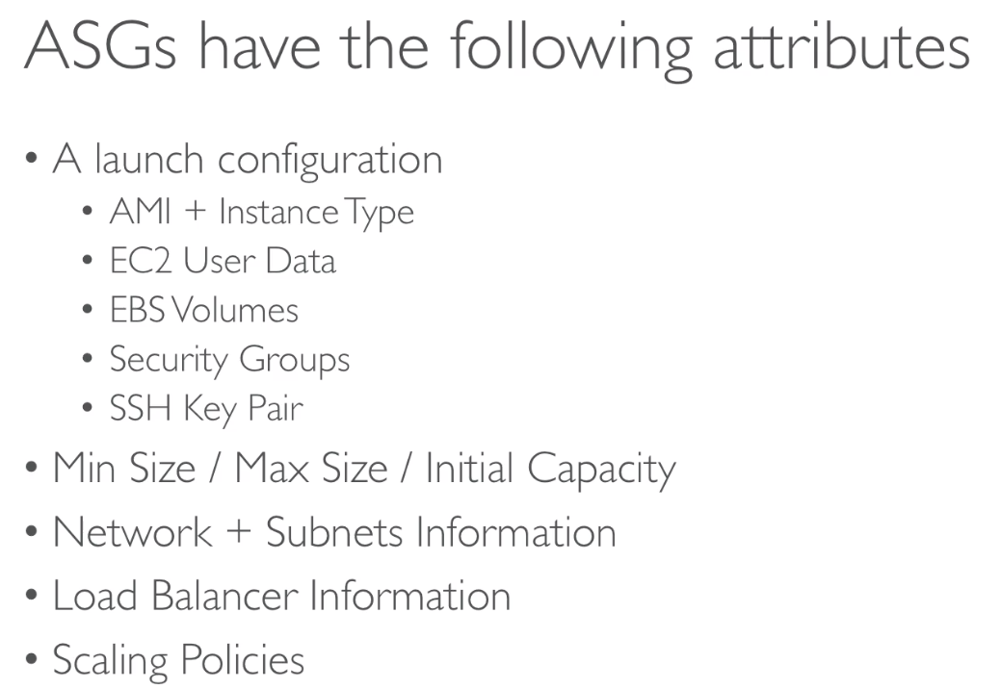 ASGs have the following attributes
• A launch configuration
• AMI + Instance Type
• EC2 User Data
• EBS Volumes
• Security Groups
• SSH Key Pair
• Min Size / Max Size / Initial Capacity
• Network + Subnets Information
• Load Balancer Information
• Scaling Policies